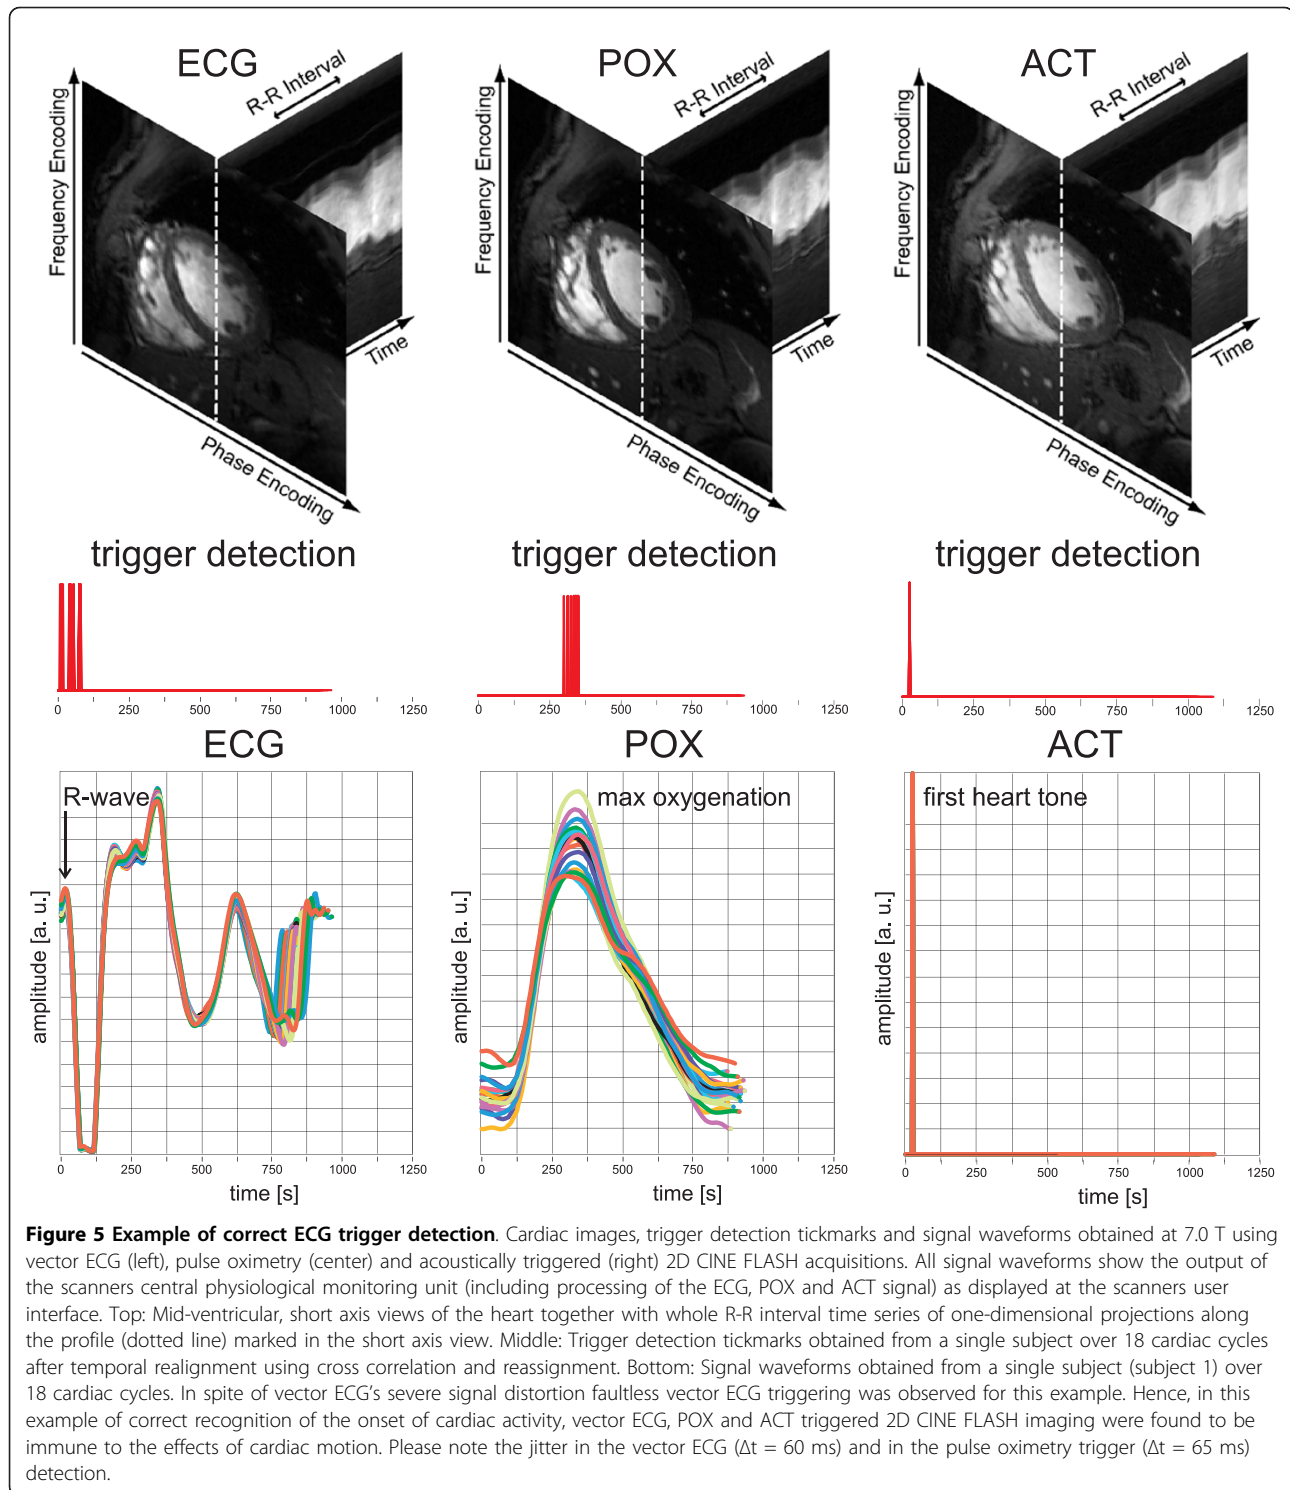 ECG
POX
ACT
Frequency Encoding
R-R Interval
Time
Phase Encoding
Frequency Encoding
R-R Interval
Time
Phase Encoding
Frequency Encoding
R-R Interval
Time
Phase Encoding
trigger detection
trigger detection
trigger detection
0 250 500 750 1000 1250
0 250 500 750 1000 1250
0 250 500 750 1000 1250
ECG
POX
ACT
R-wave
max oxygenation
first heart tone
amplitude [a. u.]
amplitude [a. u.]
amplitude [a. u.]
0 250 500 750 1000 1250
0 250 500 750 1000 1250
0 250 500 750 1000 1250
time [s]
time [s]
time [s]
Figure 5 Example of correct ECG trigger detection. Cardiac images, trigger detection tickmarks and signal waveforms obtained at 7.0 T using
vector ECG (left), pulse oximetry (center) and acoustically triggered (right) 2D CINE FLASH acquisitions. All signal waveforms show the output of
the scanners central physiological monitoring unit (including processing of the ECG, POX and ACT signal) as displayed at the scanners user
interface. Top: Mid-ventricular, short axis views of the heart together with whole R-R interval time series of one-dimensional projections along
the profile (dotted line) marked in the short axis view. Middle: Trigger detection tickmarks obtained from a single subject over 18 cardiac cycles
after temporal realignment using cross correlation and reassignment. Bottom: Signal waveforms obtained from a single subject (subject 1) over
18 cardiac cycles. In spite of vector ECG's severe signal distortion faultless vector ECG triggering was observed for this example. Hence, in this
example of correct recognition of the onset of cardiac activity, vector ECG, POX and ACT triggered 2D CINE FLASH imaging were found to be
immune to the effects of cardiac motion. Please note the jitter in the vector ECG (Δt = 60 ms) and in the pulse oximetry trigger (Δt = 65 ms)
detection.